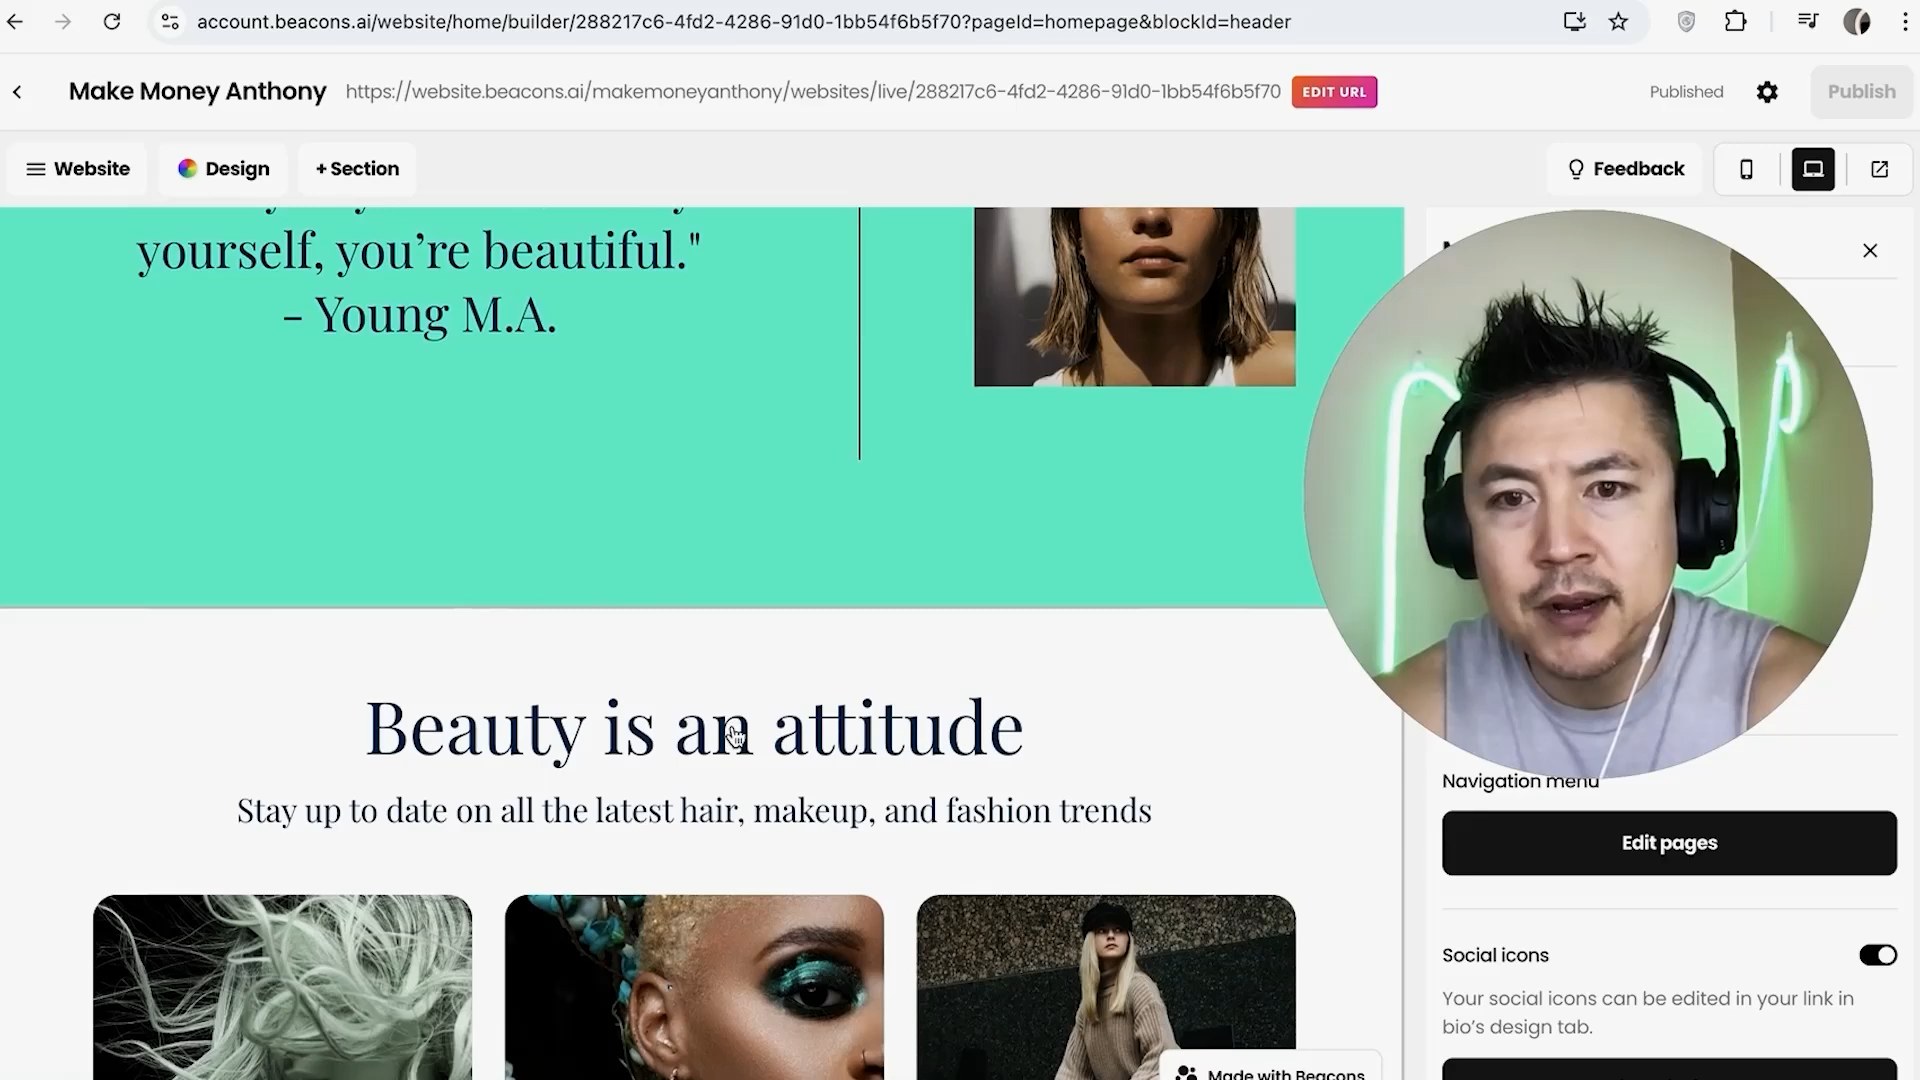 account.beacons.ai/website/home/builder/288217c6-4fd2-4286-91d0-1bb54f6b5f70?pageId=homepage&blockId=header
Make Money Anthony
https://website.beacons.ai/makemoneyanthony/websites/live/288217c6-4fd2-4286-91d0-1bb54f6b5f70
EDIT URL
Published
Publish
Website
Design
+ Section
Feedback
yourself, you’re beautiful."
- Young M.A.
Beauty is an attitude
Stay up to date on all the latest hair, makeup, and fashion trends
Navigation menu
Edit pages
Social icons
Your social icons can be edited in your link in
bio’s design tab.
Made with Beacons